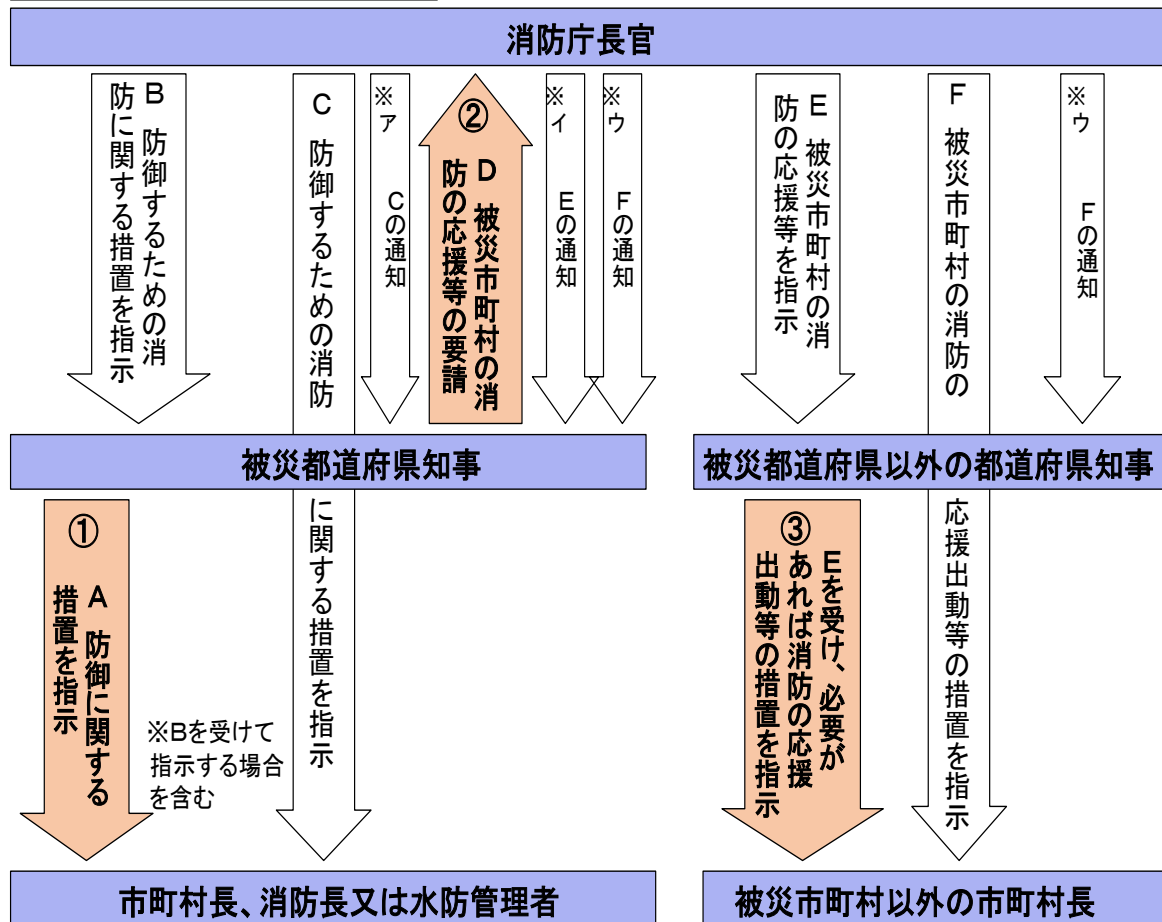 消防庁長官
B 防御するための消
防に関する措置を指示
C 防御するための消防
に関する措置を指示
※ア Cの通知
②
D 被災市町村の消
防の応援等の要請
※イ Eの通知
※ウ Fの通知
E 被災市町村の消
防の応援等を指示
F 被災市町村の消防の
応援出動等の措置を指示
※ウ Fの通知
被災都道府県知事
被災都道府県以外の都道府県知事
①
A 防御に関する
措置を指示
※Bを受けて
指示する場合
を含む
③
Eを受け、必要が
あれば消防の応援
出動等の措置を指示
市町村長、消防長又は水防管理者
被災市町村以外の市町村長